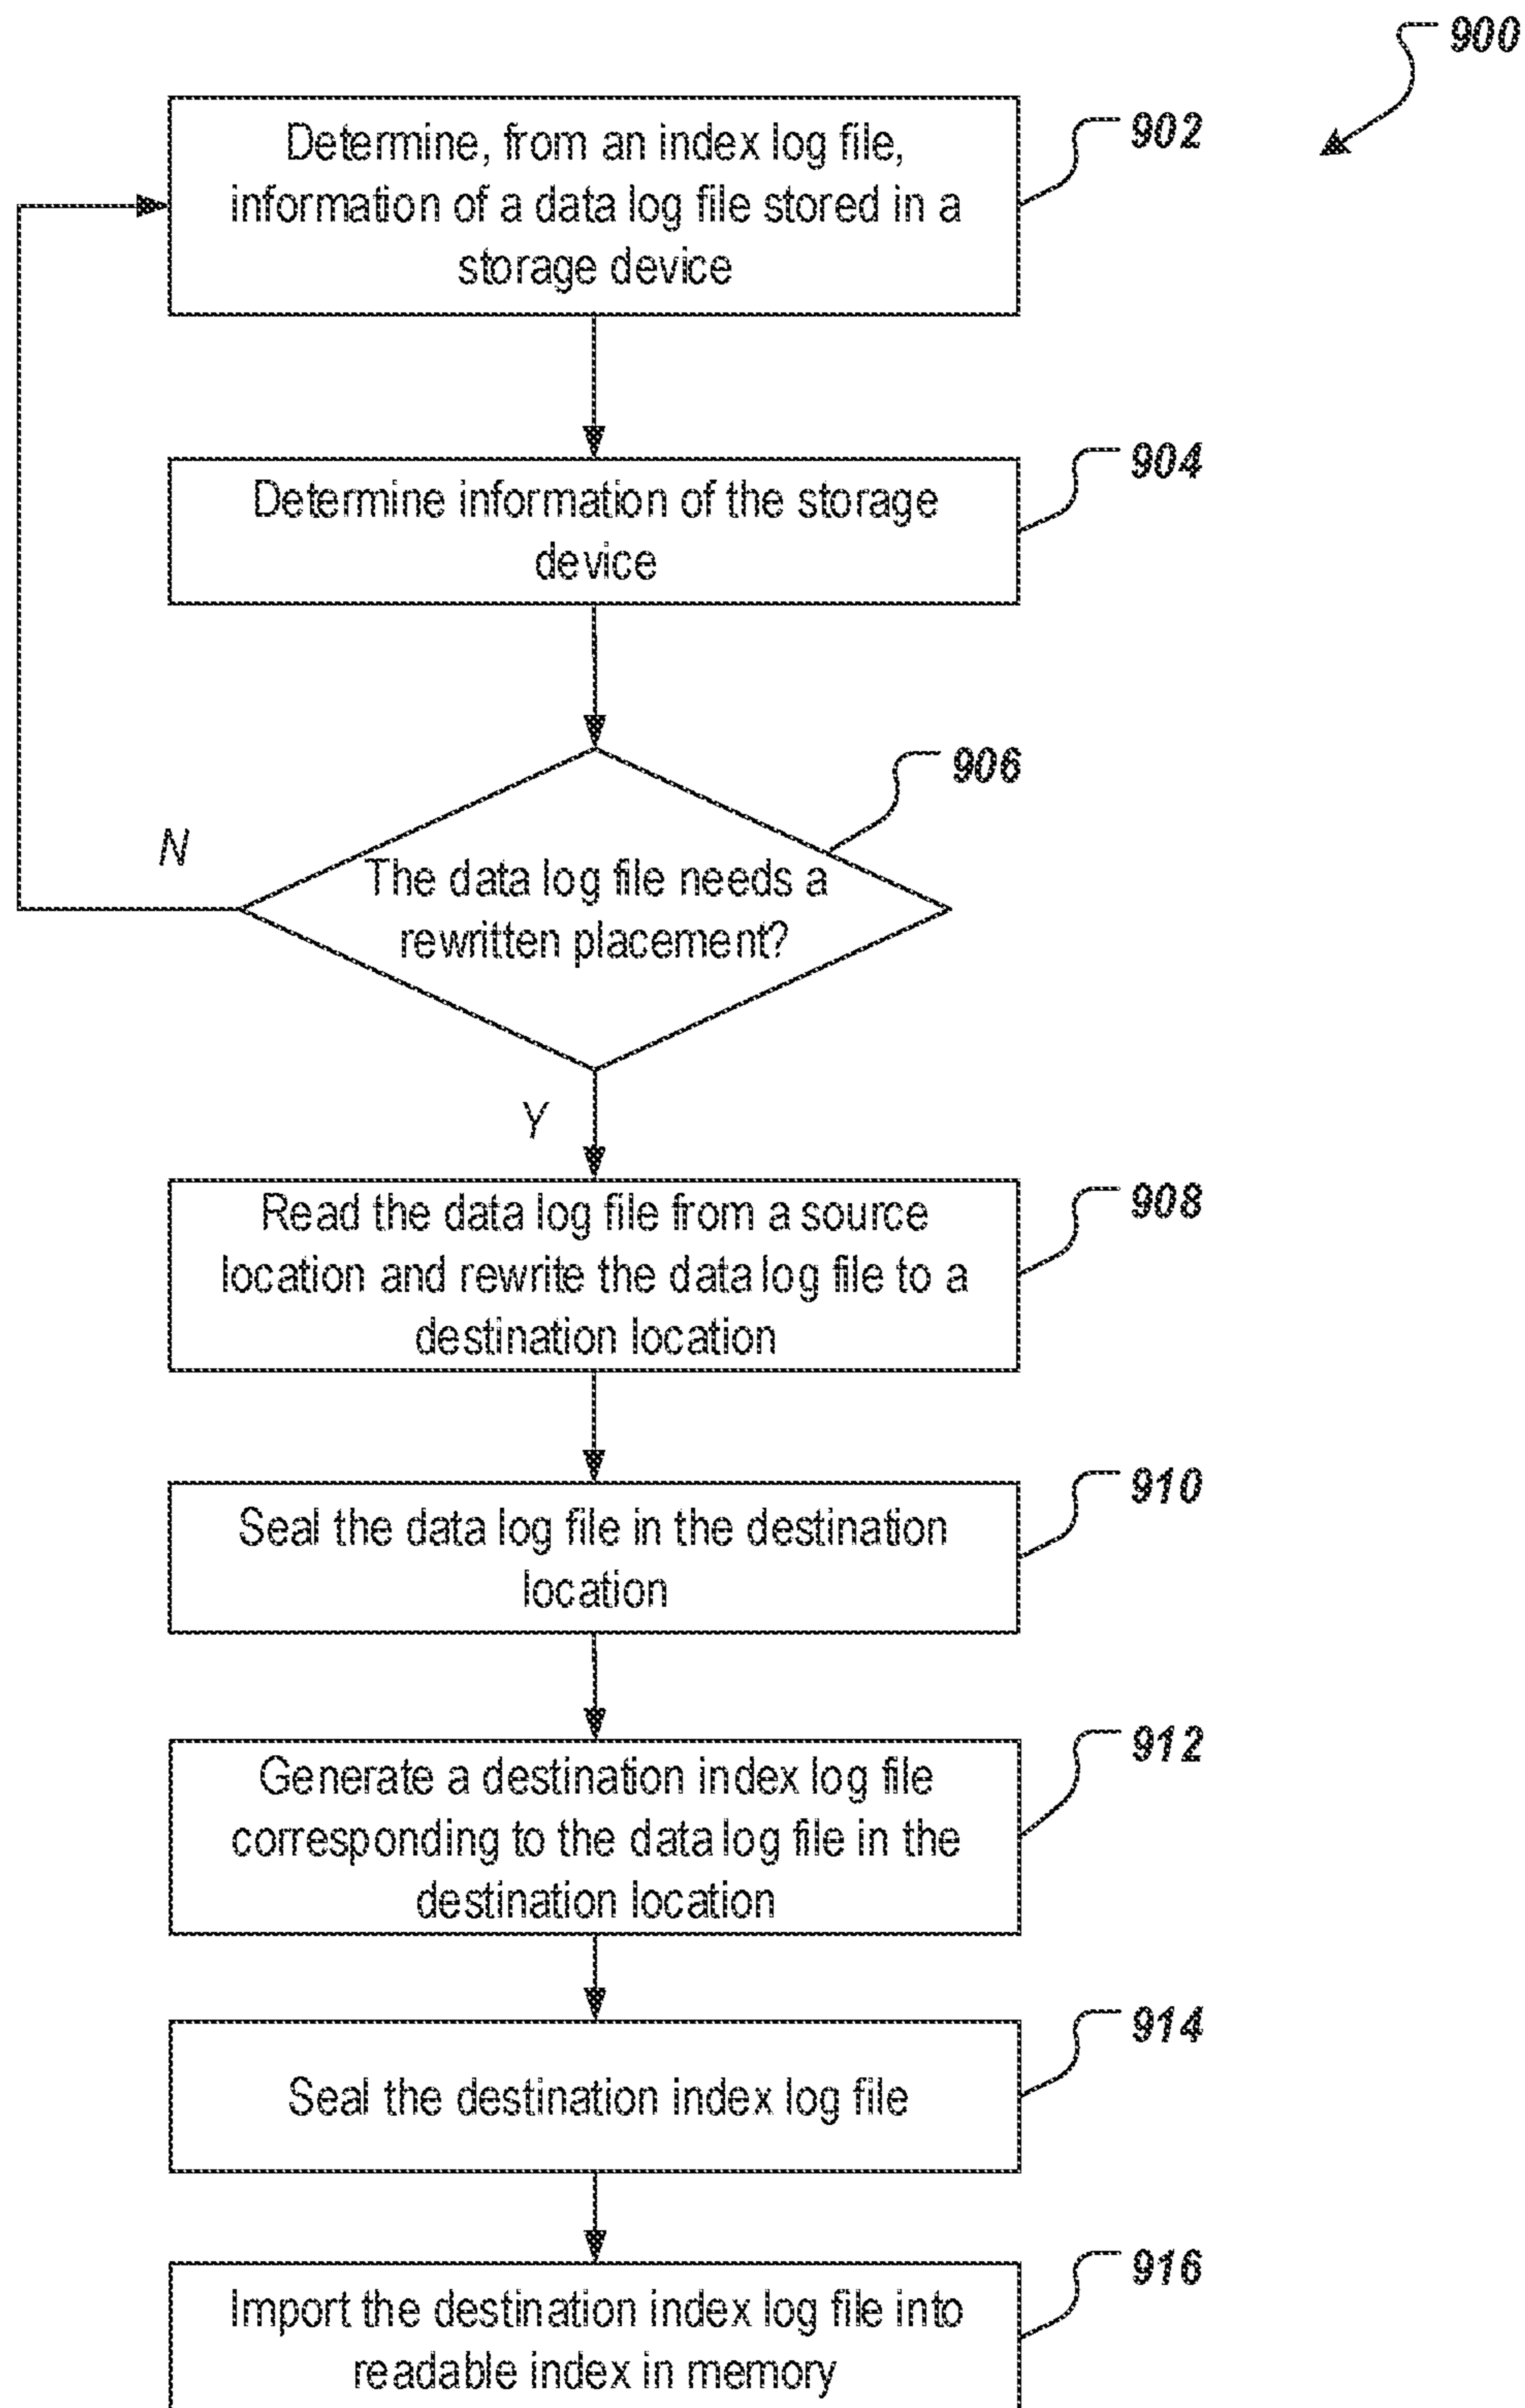 900
Determine, from an index log file,
information of a data log file stored in a
storage device
902
Determine information of the storage
device
904
906
N
The data log file needs a
rewritten placement?
Y
Read the data log file from a source
location and rewrite the data log file to a
destination location
908
Seal the data log file in the destination
location
910
Generate a destination index log file
corresponding to the data log file in the
destination location
912
Seal the destination index log file
914
Import the destination index log file into
readable index in memory
916